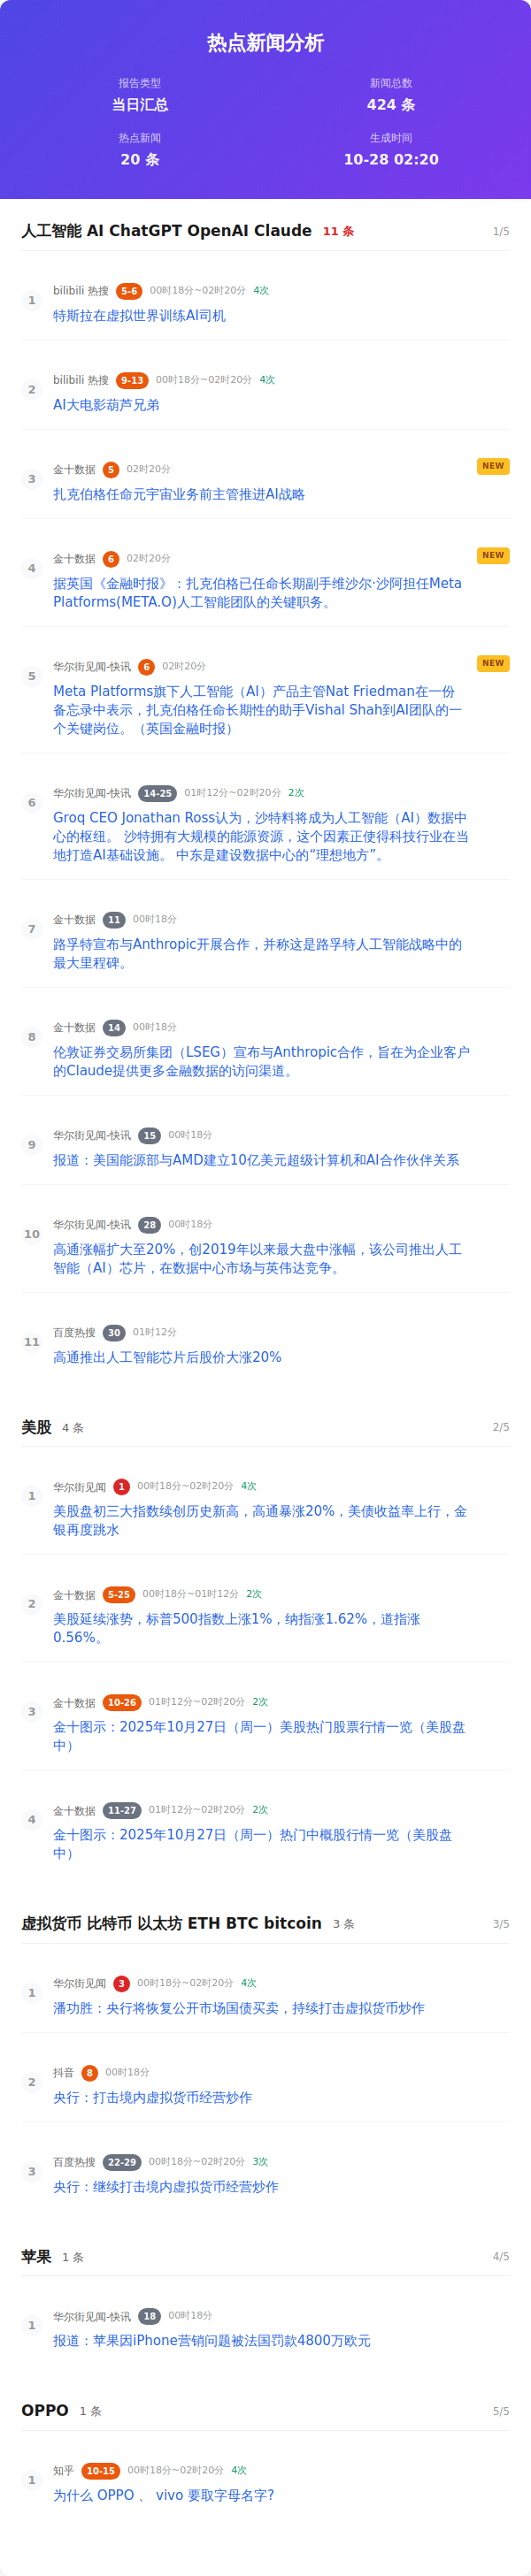 热点新闻分析
报告类型
新闻总数
当日汇总
424 条
热点新闻
生成时间
20 条
10-28 02:20
人工智能 AI ChatGPT OpenAI Claude 11 条 1/5
1 bilibili 热搜 5-6 00时18分~02时20分 4次
特斯拉在虚拟世界训练AI司机
2 bilibili 热搜 9-13 00时18分~02时20分 4次
AI大电影葫芦兄弟
3 金十数据 5 02时20分 NEW
扎克伯格任命元宇宙业务前主管推进AI战略
4 金十数据 6 02时20分 NEW
据英国《金融时报》：扎克伯格已任命长期副手维沙尔·沙阿担任Meta
Platforms(META.O)人工智能团队的关键职务。
5 华尔街见闻-快讯 6 02时20分 NEW
Meta Platforms旗下人工智能（AI）产品主管Nat Friedman在一份
备忘录中表示，扎克伯格任命长期性的助手Vishal Shah到AI团队的一
个关键岗位。（英国金融时报）
6 华尔街见闻-快讯 14-25 01时12分~02时20分 2次
Groq CEO Jonathan Ross认为，沙特料将成为人工智能（AI）数据中
心的枢纽。 沙特拥有大规模的能源资源，这个因素正使得科技行业在当
地打造AI基础设施。 中东是建设数据中心的“理想地方”。
7 金十数据 11 00时18分
路孚特宣布与Anthropic开展合作，并称这是路孚特人工智能战略中的
最大里程碑。
8 金十数据 14 00时18分
伦敦证券交易所集团（LSEG）宣布与Anthropic合作，旨在为企业客户
的Claude提供更多金融数据的访问渠道。
9 华尔街见闻-快讯 15 00时18分
报道：美国能源部与AMD建立10亿美元超级计算机和AI合作伙伴关系
10 华尔街见闻-快讯 28 00时18分
高通涨幅扩大至20%，创2019年以来最大盘中涨幅，该公司推出人工
智能（AI）芯片，在数据中心市场与英伟达竞争。
11 百度热搜 30 01时12分
高通推出人工智能芯片后股价大涨20%
美股 4 条 2/5
1 华尔街见闻 1 00时18分~02时20分 4次
美股盘初三大指数续创历史新高，高通暴涨20%，美债收益率上行，金
银再度跳水
2 金十数据 5-25 00时18分~01时12分 2次
美股延续涨势，标普500指数上涨1%，纳指涨1.62%，道指涨
0.56%。
3 金十数据 10-26 01时12分~02时20分 2次
金十图示：2025年10月27日（周一）美股热门股票行情一览（美股盘
中）
4 金十数据 11-27 01时12分~02时20分 2次
金十图示：2025年10月27日（周一）热门中概股行情一览（美股盘
中）
虚拟货币 比特币 以太坊 ETH BTC bitcoin 3 条 3/5
1 华尔街见闻 3 00时18分~02时20分 4次
潘功胜：央行将恢复公开市场国债买卖，持续打击虚拟货币炒作
2 抖音 8 00时18分
央行：打击境内虚拟货币经营炒作
3 百度热搜 22-29 00时18分~02时20分 3次
央行：继续打击境内虚拟货币经营炒作
苹果 1 条 4/5
1 华尔街见闻-快讯 18 00时18分
报道：苹果因iPhone营销问题被法国罚款4800万欧元
OPPO 1 条 5/5
1 知乎 10-15 00时18分~02时20分 4次
为什么 OPPO 、 vivo 要取字母名字?